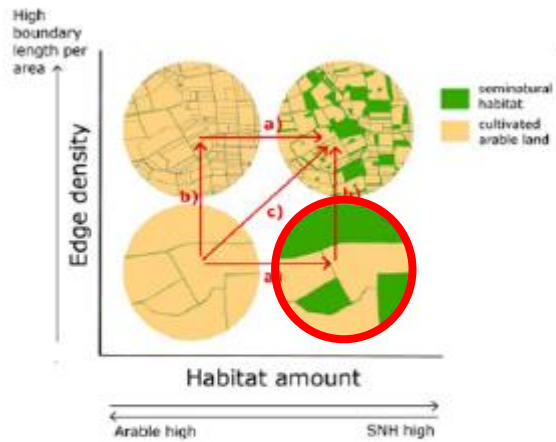 High
boundary
length per
area
Edge density
a)
b)
c)
a)
seminatural
habitat
cultivated
arable land
Habitat amount
Arable high
SNH high